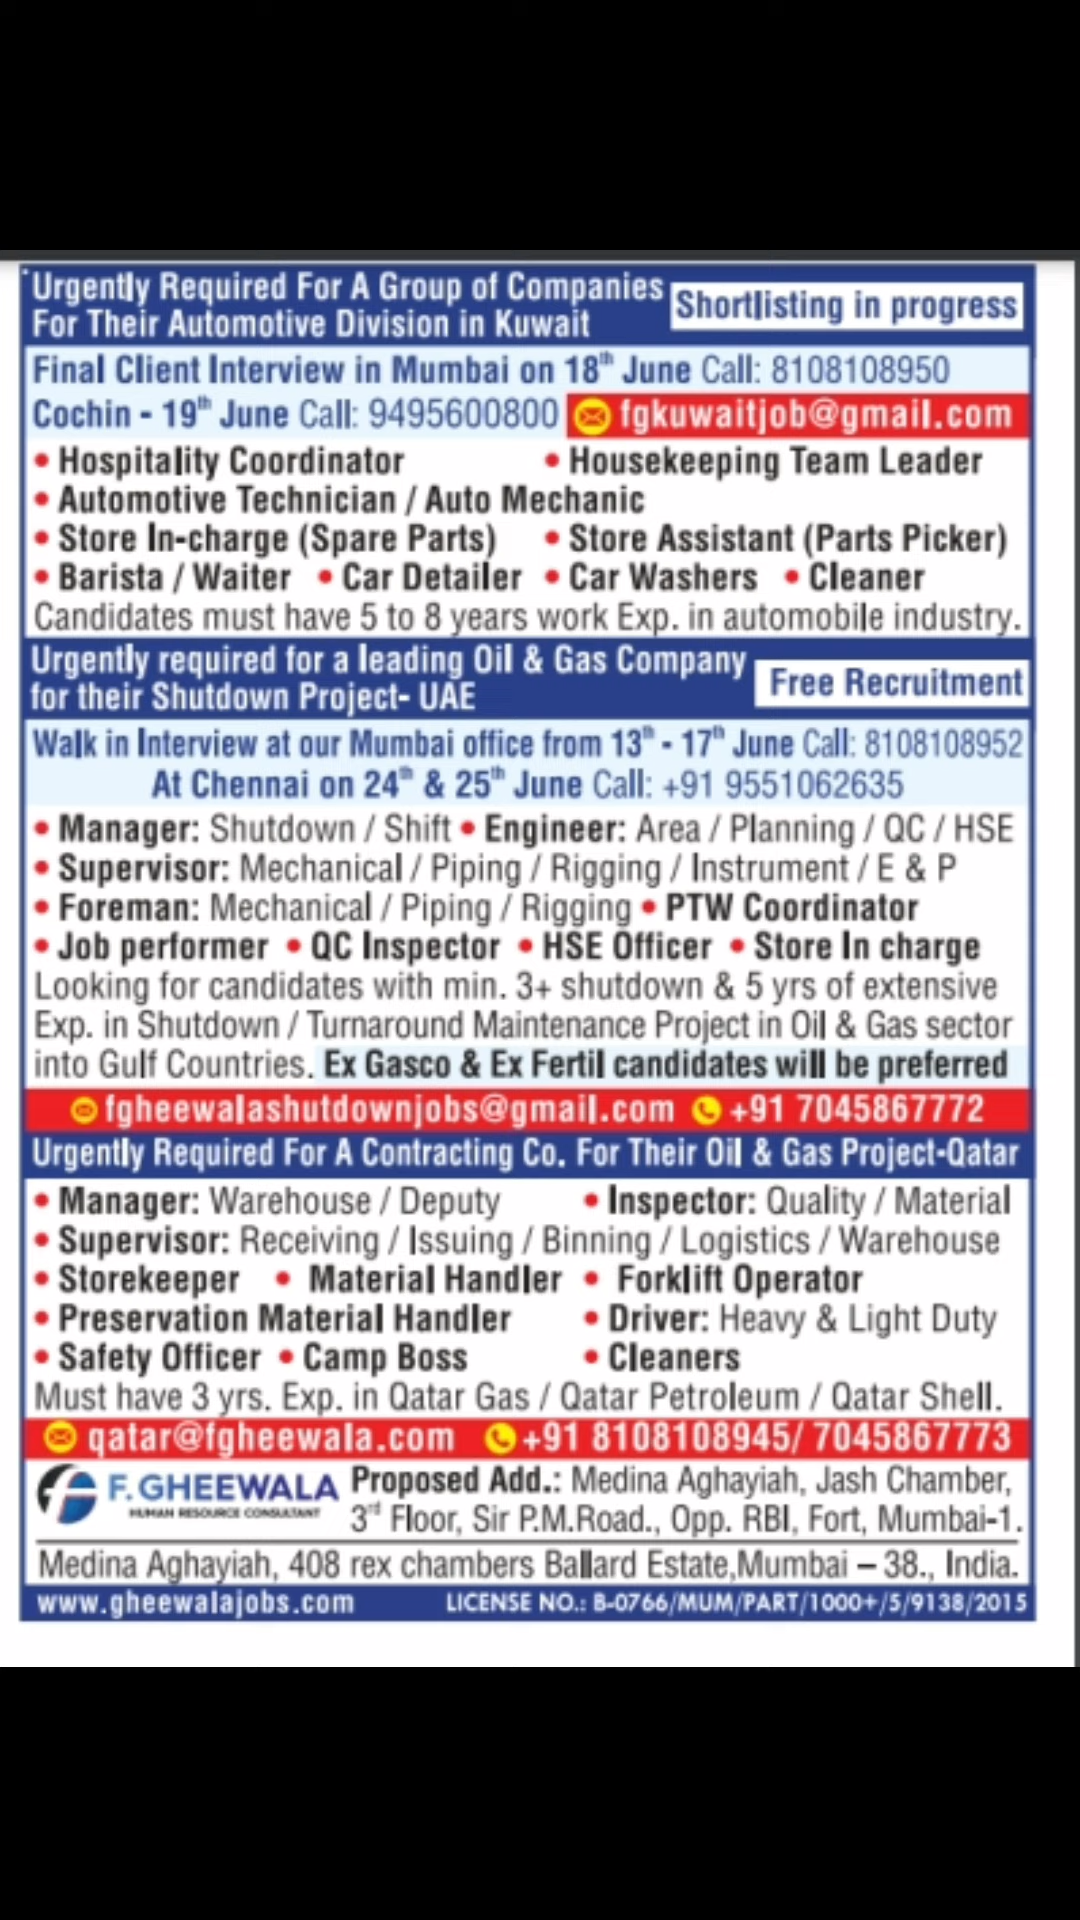 Urgently Required For A Group of Companies
For Their Automotive Division in Kuwait
Shortlisting in progress
Final Client Interview in Mumbai on 18th June Call: 8108108950
Cochin - 19th June Call: 9495600800 fgkuwaitjob@gmail.com
• Hospitality Coordinator • Housekeeping Team Leader
• Automotive Technician / Auto Mechanic
• Store In-charge (Spare Parts) • Store Assistant (Parts Picker)
• Barista / Waiter • Car Detailer • Car Washers • Cleaner
Candidates must have 5 to 8 years work Exp. in automobile industry.
Urgently required for a leading Oil & Gas Company
for their Shutdown Project- UAE
Free Recruitment
Walk in Interview at our Mumbai office from 13th - 17th June Call: 8108108952
At Chennai on 24th & 25th June Call: +91 9551062635
• Manager: Shutdown / Shift • Engineer: Area / Planning / QC / HSE
• Supervisor: Mechanical / Piping / Rigging / Instrument / E & P
• Foreman: Mechanical / Piping / Rigging • PTW Coordinator
• Job performer • QC Inspector • HSE Officer • Store In charge
Looking for candidates with min. 3+ shutdown & 5 yrs of extensive
Exp. in Shutdown / Turnaround Maintenance Project in Oil & Gas sector
into Gulf Countries. Ex Gasco & Ex Fertil candidates will be preferred
fgheewalashutdownjobs@gmail.com +91 7045867772
Urgently Required For A Contracting Co. For Their Oil & Gas Project-Qatar
• Manager: Warehouse / Deputy • Inspector: Quality / Material
• Supervisor: Receiving / Issuing / Binning / Logistics / Warehouse
• Storekeeper • Material Handler • Forklift Operator
• Preservation Material Handler • Driver: Heavy & Light Duty
• Safety Officer • Camp Boss • Cleaners
Must have 3 yrs. Exp. in Qatar Gas / Qatar Petroleum / Qatar Shell.
qatar@fgheewala.com +91 8108108945/ 7045867773
F. GHEEWALA
HUMAN RESOURCE CONSULTANT
Proposed Add.: Medina Aghayiah, Jash Chamber,
3rd Floor, Sir P.M.Road., Opp. RBI, Fort, Mumbai-1.
Medina Aghayiah, 408 rex chambers Ballard Estate,Mumbai – 38., India.
www.gheewalajobs.com LICENSE NO.: B-0766/MUM/PART/1000+/5/9138/2015